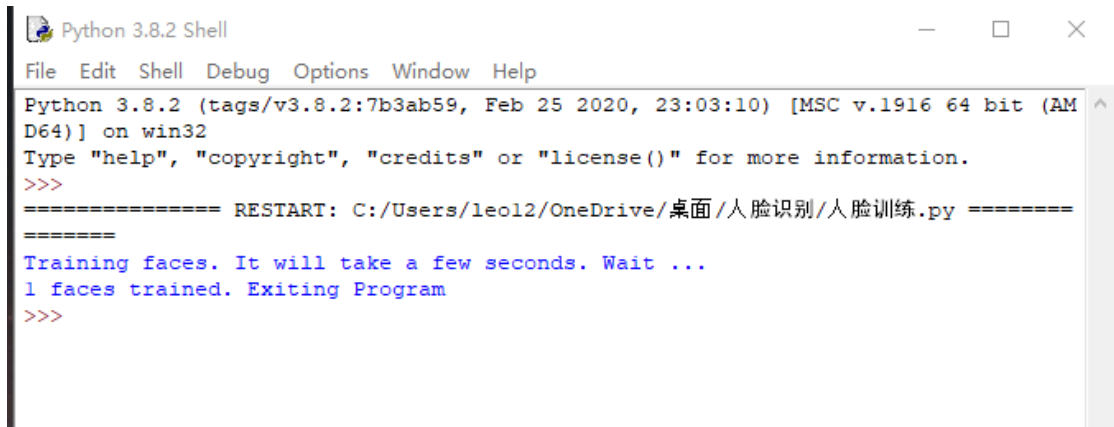 Python 3.8.2 Shell
File Edit Shell Debug Options Window Help
Python 3.8.2 (tags/v3.8.2:7b3ab59, Feb 25 2020, 23:03:10) [MSC v.1916 64 bit (AM
D64)] on win32
Type "help", "copyright", "credits" or "license()" for more information.
>>>
=============== RESTART: C:/Users/leo12/OneDrive/桌面/人脸识别/人脸训练.py ========
=======
Training faces. It will take a few seconds. Wait ...
1 faces trained. Exiting Program
>>>